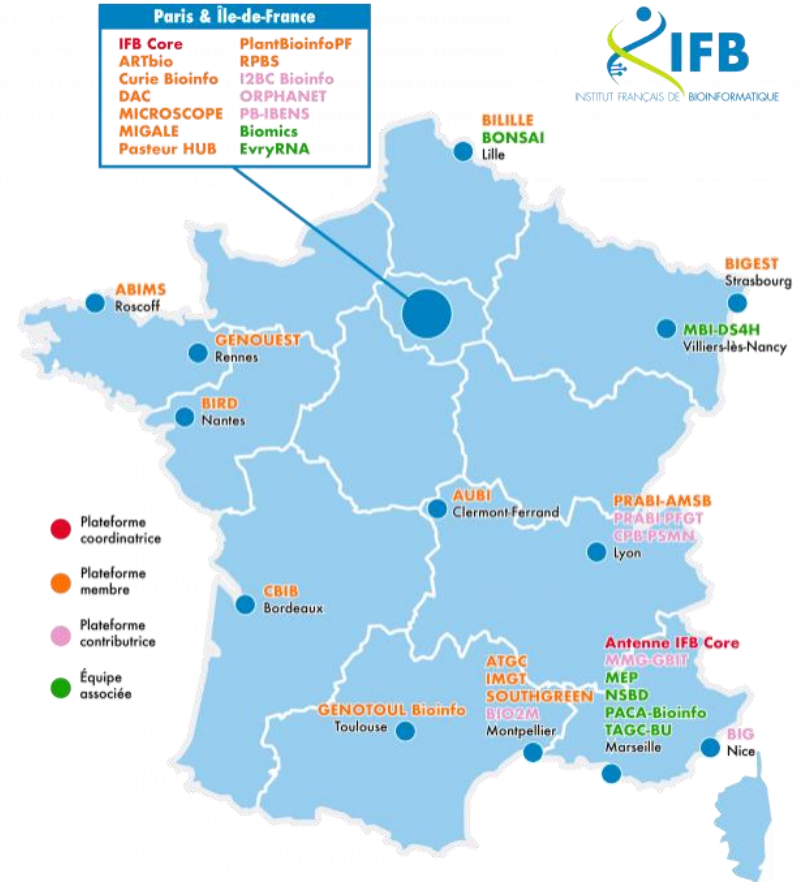 Paris & Île-de-France
IFB Core
ARTbio
Curie Bioinfo
DAC
MICROSCOPE
MIGALE
Pasteur HUB
PlantBioinfoPF
RPBS
I2BC Bioinfo
ORPHANET
PB-IBENS
Biomics
EvryRNA
IFB
INSTITUT FRANÇAIS DE BIOINFORMATIQUE
BILILLE
BONSAI
Lille
BIGEST
Strasbourg
ABIMS
Roscoff
MBI-DS4H
Villiers-lès-Nancy
GENOUEST
Rennes
BIRD
Nantes
AUBI
Clermont-Ferrand
PRABI-AMSB
PRABI-PFGT
CPB-PSMN
Lyon
Plateforme
coordinatrice
Plateforme
membre
Plateforme
contributrice
Équipe
associée
CBIB
Bordeaux
Antenne IFB Core
MMG-GBIT
MEP
NSBD
PACA-Bioinfo
TAGC-BU
Marseille
ATGC
IMGT
SOUTHGREEN
BIO2M
Montpellier
GENOTOUL Bioinfo
Toulouse
BIG
Nice